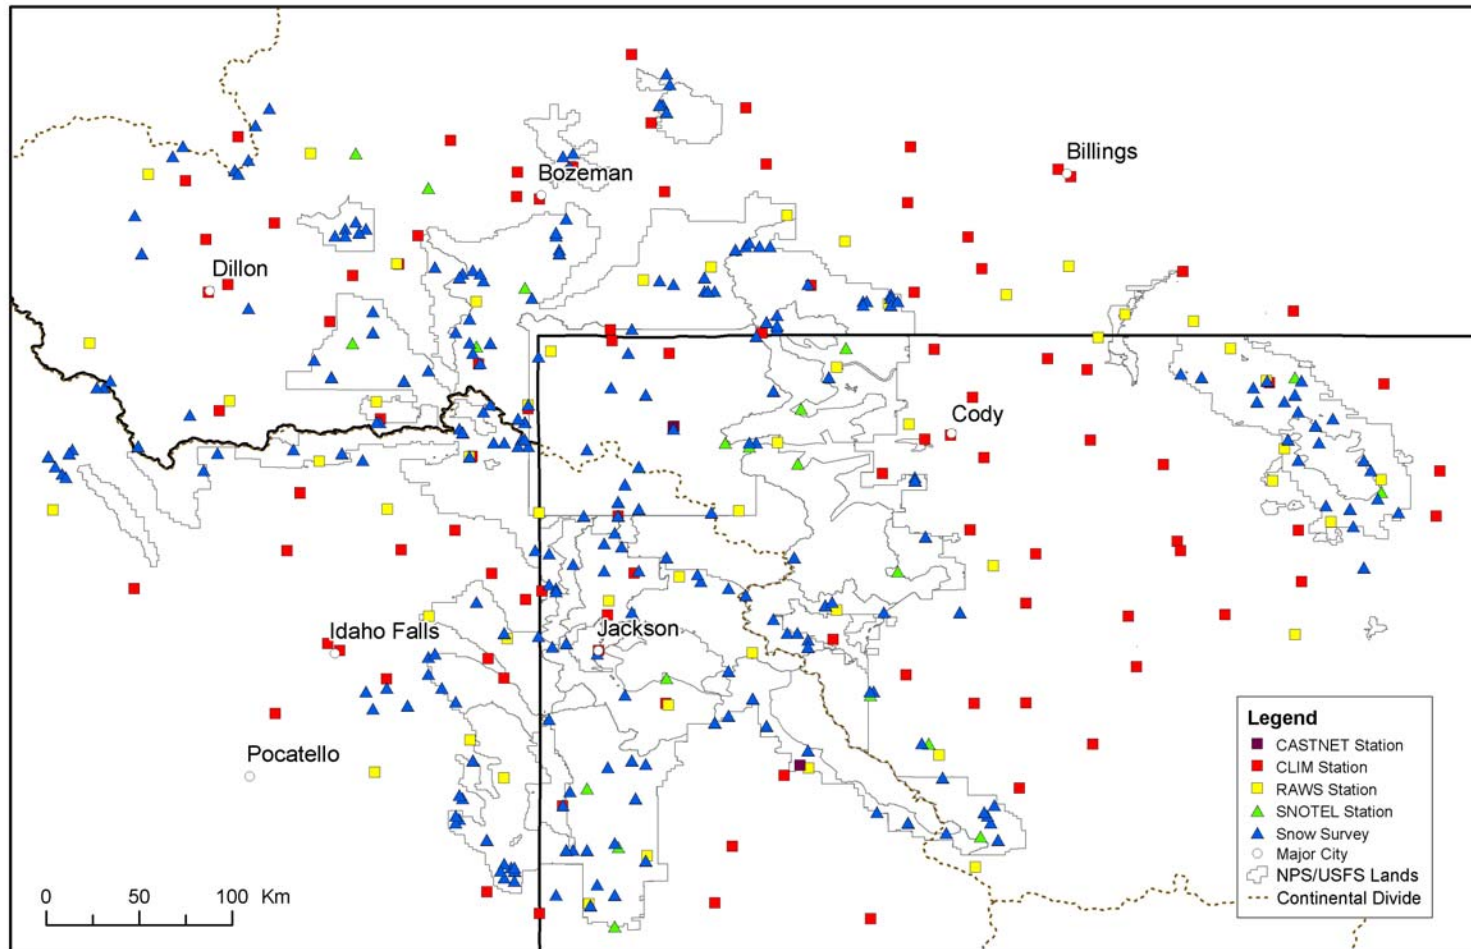 Billings
Bozeman
Dillon
Cody
Idaho Falls
Jackson
Pocatello
Legend
CASTNET Station
CLIM Station
RAWS Station
SNOTEL Station
Snow Survey
Major City
NPS/USFS Lands
Continental Divide
0 50 100 Km